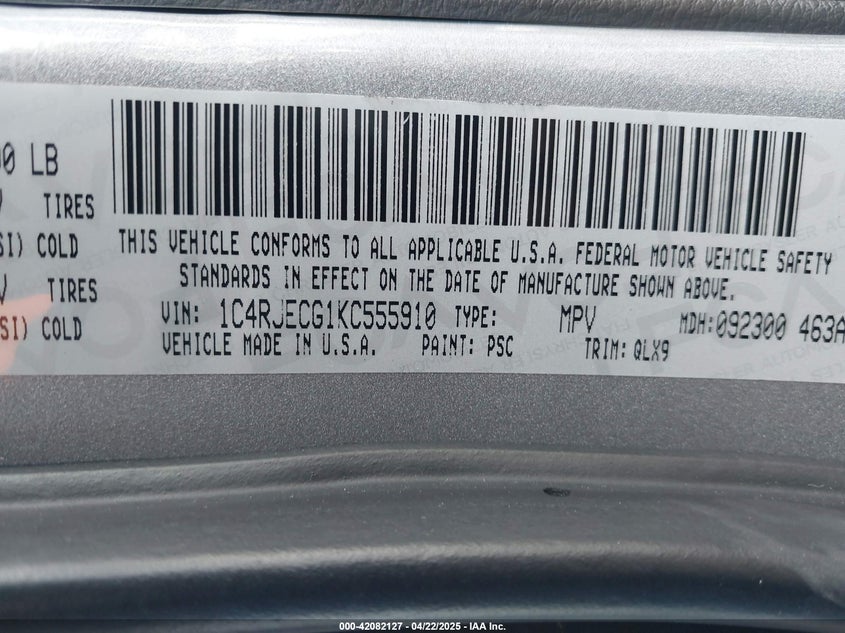 00 LB
TIRES
SI) COLD
TIRES
SI) COLD
THIS VEHICLE CONFORMS TO ALL APPLICABLE U.S.A. FEDERAL MOTOR VEHICLE SAFETY
STANDARDS IN EFFECT ON THE DATE OF MANUFACTURE SHOWN ABOVE.
VIN: 1C4RJECG1KC555910 TYPE: MPV MDH:092300 463A
VEHICLE MADE IN U.S.A. PAINT: PSC TRIM: QLX9
000-42082127 - 04/22/2025 - IAA Inc.